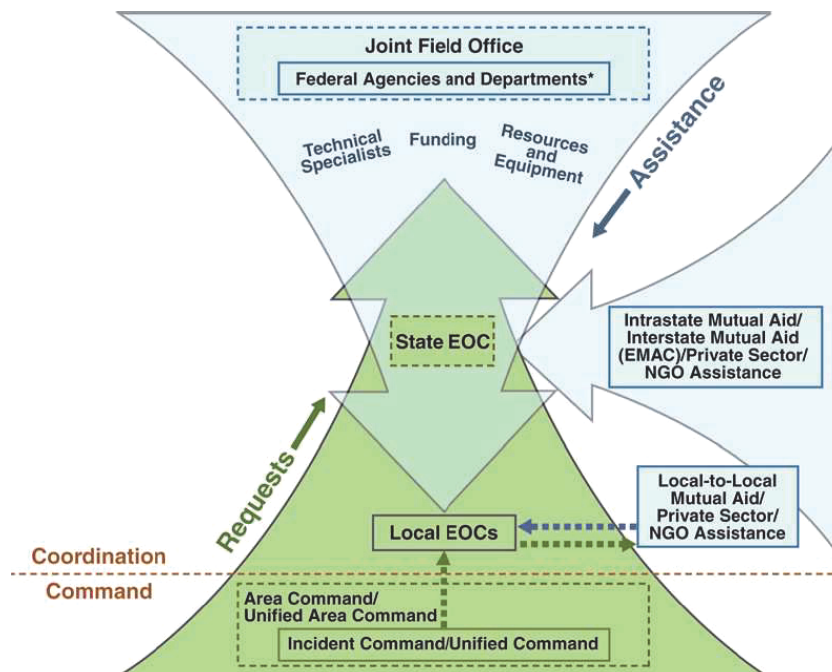 Joint Field Office
Federal Agencies and Departments*
Technical
Specialists
Funding
Resources
and
Equipment
Assistance
State EOC
Intrastate Mutual Aid/
Interstate Mutual Aid
(EMAC)/Private Sector/
NGO Assistance
Requests
Local EOCs
Local-to-Local
Mutual Aid/
Private Sector/
NGO Assistance
Coordination
Command
Area Command/
Unified Area Command
Incident Command/Unified Command